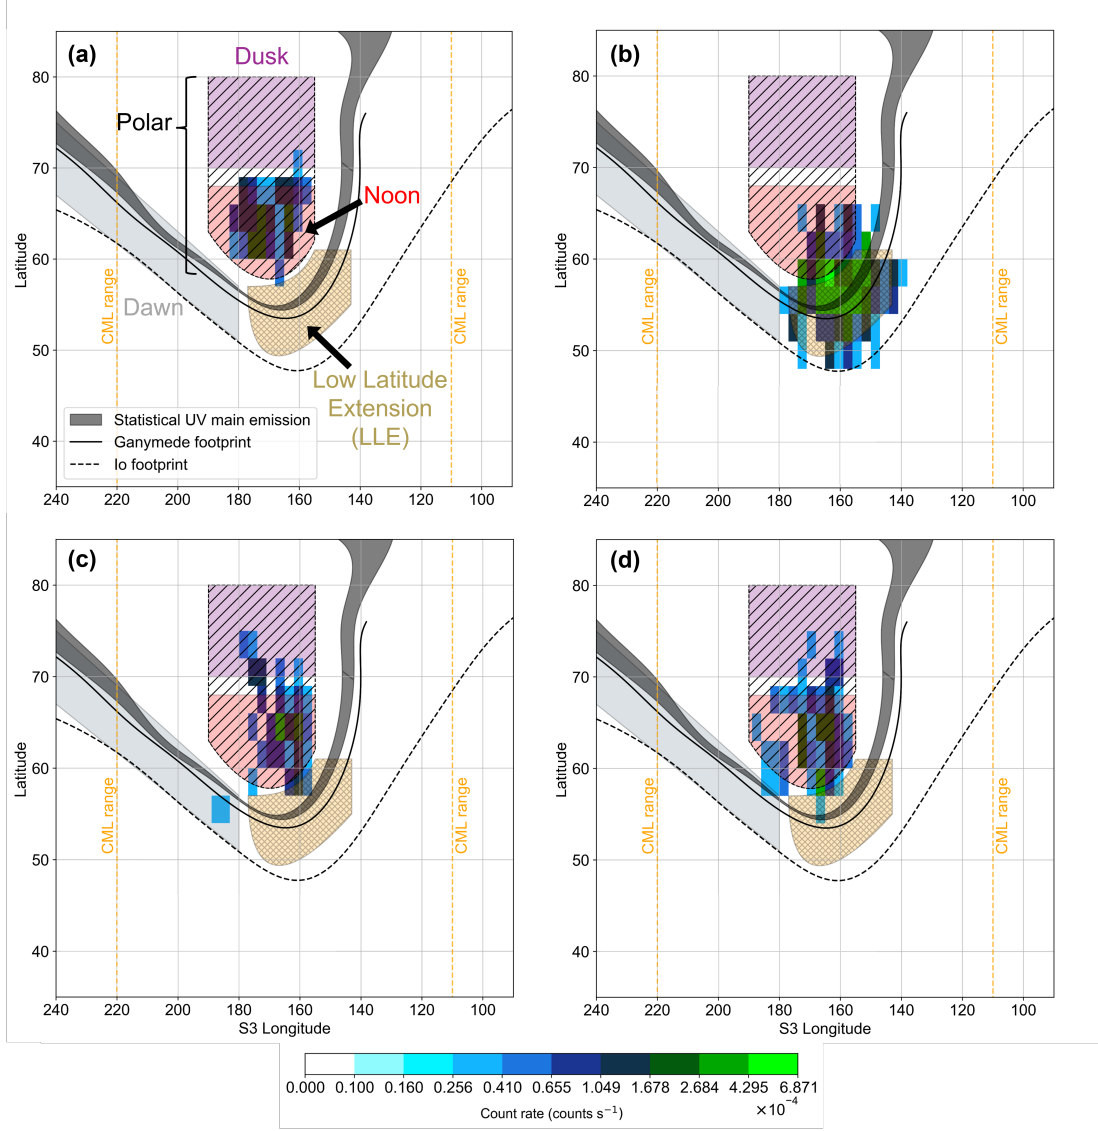 (a)
Dusk
Polar
Noon
Dawn
CML range
CML range
Low Latitude
Extension
(LLE)
Statistical UV main emission
Ganymede footprint
Io footprint
Latitude
80
70
60
50
40
240 220 200 180 160 140 120 100
(b)
CML range
CML range
Latitude
80
70
60
50
40
240 220 200 180 160 140 120 100
(c)
CML range
CML range
Latitude
80
70
60
50
40
240 220 200 180 160 140 120 100
S3 Longitude
(d)
CML range
CML range
Latitude
80
70
60
50
40
240 220 200 180 160 140 120 100
S3 Longitude
0.000 0.100 0.160 0.256 0.410 0.655 1.049 1.678 2.684 4.295 6.871
Count rate (counts s⁻¹)
×10⁻⁴